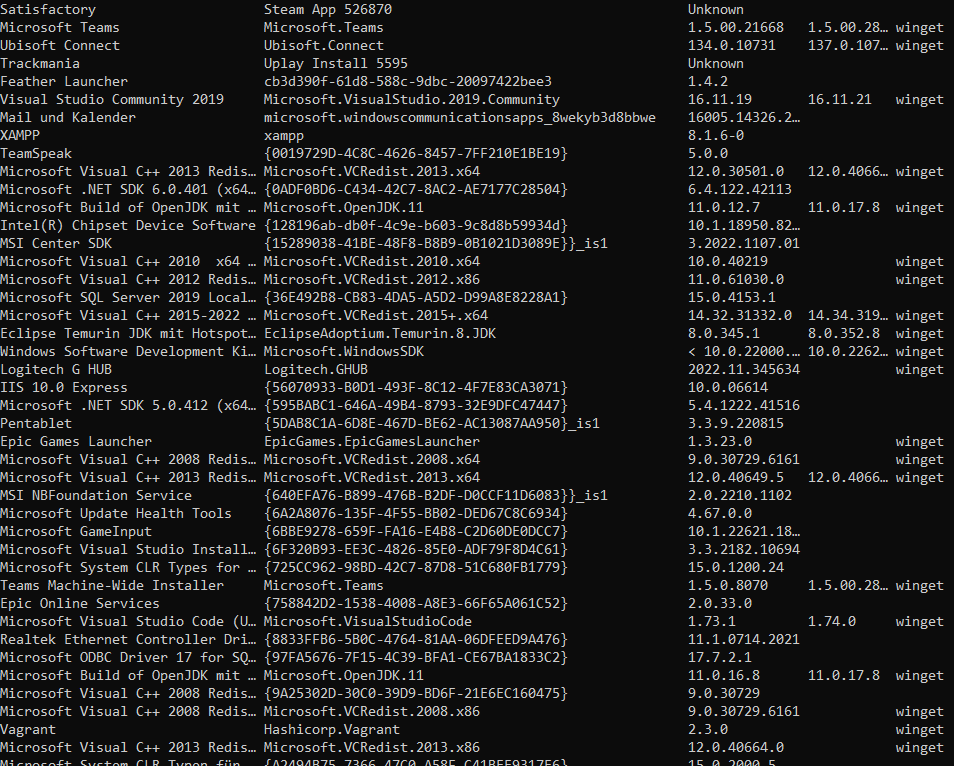 Satisfactory Steam App 526870 Unknown
Microsoft Teams Microsoft.Teams 1.5.00.21668 1.5.00.28… winget
Ubisoft Connect Ubisoft.Connect 134.0.10731 137.0.107… winget
Trackmania Uplay Install 5595 Unknown
Feather Launcher cb3d390f-61d8-588c-9dbc-20097422bee3 1.4.2
Visual Studio Community 2019 Microsoft.VisualStudio.2019.Community 16.11.19 16.11.21 winget
Mail und Kalender microsoft.windowscommunicationsapps_8wekyb3d8bbwe 16005.14326.2…
XAMPP xampp 8.1.6-0
TeamSpeak {0019729D-4C8C-4626-8457-7FF210E1BE19} 5.0.0
Microsoft Visual C++ 2013 Redis… Microsoft.VCRedist.2013.x64 12.0.30501.0 12.0.4066… winget
Microsoft .NET SDK 6.0.401 (x64… {0ADF0BD6-C434-42C7-8AC2-AE7177C28504} 6.4.122.42113
Microsoft Build of OpenJDK mit … Microsoft.OpenJDK.11 11.0.12.7 11.0.17.8 winget
Intel(R) Chipset Device Software {128196ab-db0f-4c9e-b603-9c8d8b59934d} 10.1.18950.82…
MSI Center SDK {15289038-41BE-48F8-B8B9-0B1021D3089E}}_is1 3.2022.1107.01
Microsoft Visual C++ 2010  x64 … Microsoft.VCRedist.2010.x64 10.0.40219 winget
Microsoft Visual C++ 2012 Redis… Microsoft.VCRedist.2012.x86 11.0.61030.0 winget
Microsoft SQL Server 2019 Local… {36E492B8-CB83-4DA5-A5D2-D99A8E8228A1} 15.0.4153.1
Microsoft Visual C++ 2015-2022 … Microsoft.VCRedist.2015+.x64 14.32.31332.0 14.34.319… winget
Eclipse Temurin JDK mit Hotspot… EclipseAdoptium.Temurin.8.JDK 8.0.345.1 8.0.352.8 winget
Windows Software Development Ki… Microsoft.WindowsSDK < 10.0.22000.… 10.0.2262… winget
Logitech G HUB Logitech.GHUB 2022.11.345634 winget
IIS 10.0 Express {56070933-B0D1-493F-8C12-4F7E83CA3071} 10.0.06614
Microsoft .NET SDK 5.0.412 (x64… {595BABC1-646A-49B4-8793-32E9DFC47447} 5.4.1222.41516
Pentablet {5DAB8C1A-6D8E-467D-BE62-AC13087AA950}_is1 3.3.9.220815
Epic Games Launcher EpicGames.EpicGamesLauncher 1.3.23.0 winget
Microsoft Visual C++ 2008 Redis… Microsoft.VCRedist.2008.x64 9.0.30729.6161 winget
Microsoft Visual C++ 2013 Redis… Microsoft.VCRedist.2013.x64 12.0.40649.5 12.0.4066… winget
MSI NBFoundation Service {640EFA76-B899-476B-B2DF-D0CCF11D6083}}_is1 2.0.2210.1102
Microsoft Update Health Tools {6A2A8076-135F-4F55-BB02-DED67C8C6934} 4.67.0.0
Microsoft GameInput {6BBE9278-659F-FA16-E4B8-C2D60DE0DCC7} 10.1.22621.18…
Microsoft Visual Studio Install… {6F320B93-EE3C-4826-85E0-ADF79F8D4C61} 3.3.2182.10694
Microsoft System CLR Types for … {725CC962-98BD-42C7-87D8-51C680FB1779} 15.0.1200.24
Teams Machine-Wide Installer Microsoft.Teams 1.5.0.8070 1.5.00.28… winget
Epic Online Services {758842D2-1538-4008-A8E3-66F65A061C52} 2.0.33.0
Microsoft Visual Studio Code (U… Microsoft.VisualStudioCode 1.73.1 1.74.0 winget
Realtek Ethernet Controller Dri… {8833FFB6-5B0C-4764-81AA-06DFEED9A476} 11.1.0714.2021
Microsoft ODBC Driver 17 for SQ… {97FA5676-7F15-4C39-BFA1-CE67BA1833C2} 17.7.2.1
Microsoft Build of OpenJDK mit … Microsoft.OpenJDK.11 11.0.16.8 11.0.17.8 winget
Microsoft Visual C++ 2008 Redis… {9A25302D-30C0-39D9-BD6F-21E6EC160475} 9.0.30729
Microsoft Visual C++ 2008 Redis… Microsoft.VCRedist.2008.x86 9.0.30729.6161 winget
Vagrant Hashicorp.Vagrant 2.3.0 winget
Microsoft Visual C++ 2013 Redis… Microsoft.VCRedist.2013.x86 12.0.40664.0 winget
Microsoft System CLR Typen für